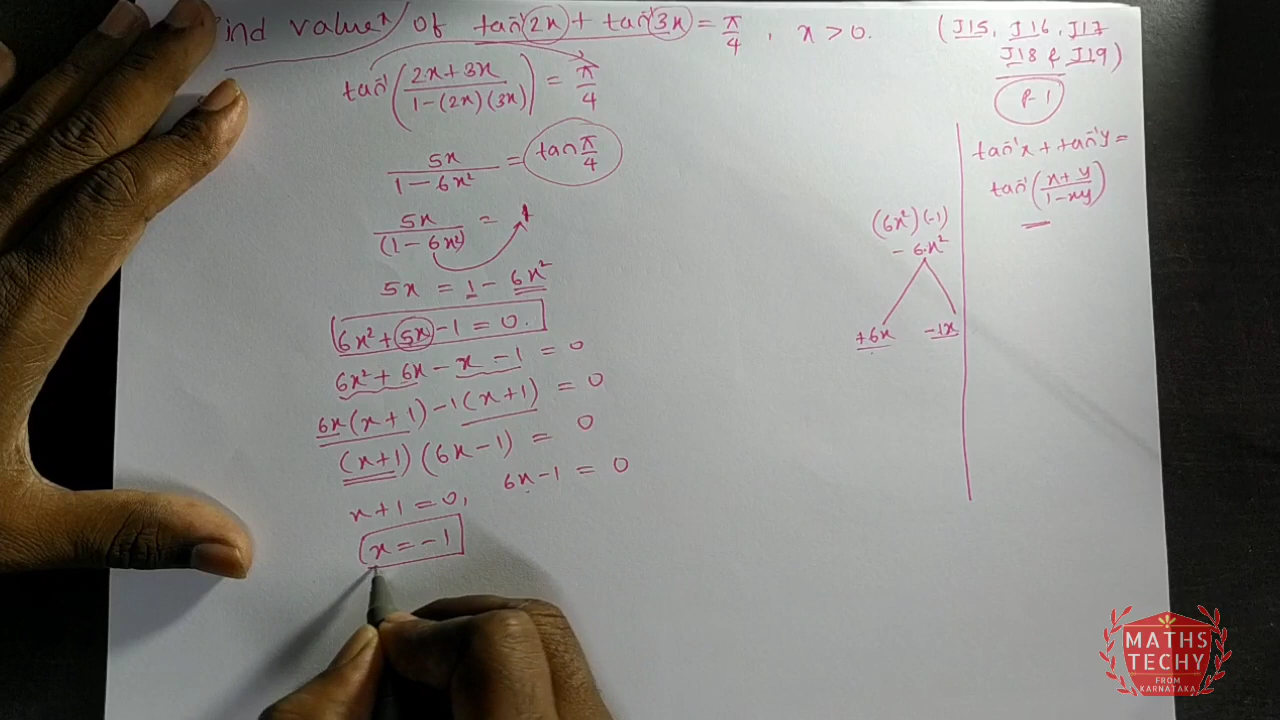 ind value x of tan⁻¹(2x) + tan⁻¹(3x) = π/4 , x > 0. (J15, J16, J17
J18 & J19)
P-1
tan⁻¹((2x+3x)/(1-(2x)(3x))) = π/4
5x/(1-6x²) = tan π/4
5x/(1-6x²) = 1
5x = 1 - 6x²
6x² + 5x - 1 = 0.
6x² + 6x - x - 1 = 0
6x(x+1) -1(x+1) = 0
(x+1)(6x-1) = 0
x+1 = 0, 6x-1 = 0
x = -1
(6x²)(-1)
- 6x²
+6x -1x
tan⁻¹x + tan⁻¹y =
tan⁻¹((x+y)/(1-xy))
MATHS
TECHY
FROM
KARNATAKA